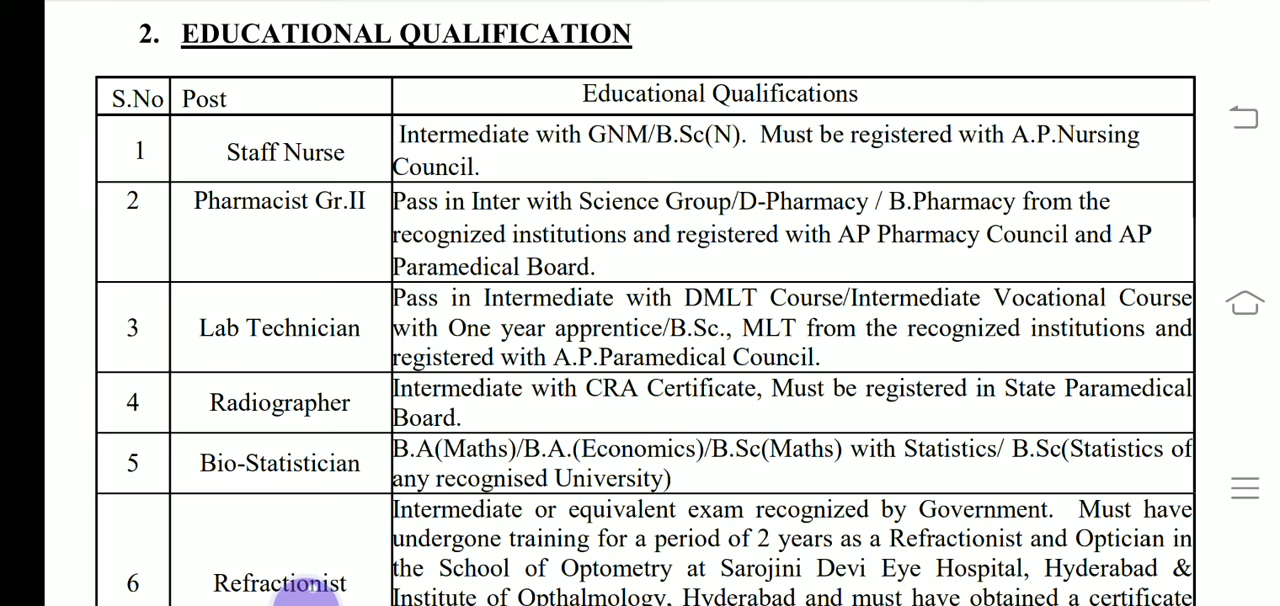 2. EDUCATIONAL QUALIFICATION
S.No Post Educational Qualifications
1 Staff Nurse Intermediate with GNM/B.Sc(N). Must be registered with A.P.Nursing
Council.
2 Pharmacist Gr.II Pass in Inter with Science Group/D-Pharmacy / B.Pharmacy from the
recognized institutions and registered with AP Pharmacy Council and AP
Paramedical Board.
3 Lab Technician Pass in Intermediate with DMLT Course/Intermediate Vocational Course
with One year apprentice/B.Sc., MLT from the recognized institutions and
registered with A.P.Paramedical Council.
4 Radiographer Intermediate with CRA Certificate, Must be registered in State Paramedical
Board.
5 Bio-Statistician B.A(Maths)/B.A.(Economics)/B.Sc(Maths) with Statistics/ B.Sc(Statistics of
any recognised University)
6 Refractionist Intermediate or equivalent exam recognized by Government. Must have
undergone training for a period of 2 years as a Refractionist and Optician in
the School of Optometry at Sarojini Devi Eye Hospital, Hyderabad &
Institute of Opthalmology, Hyderabad and must have obtained a certificate